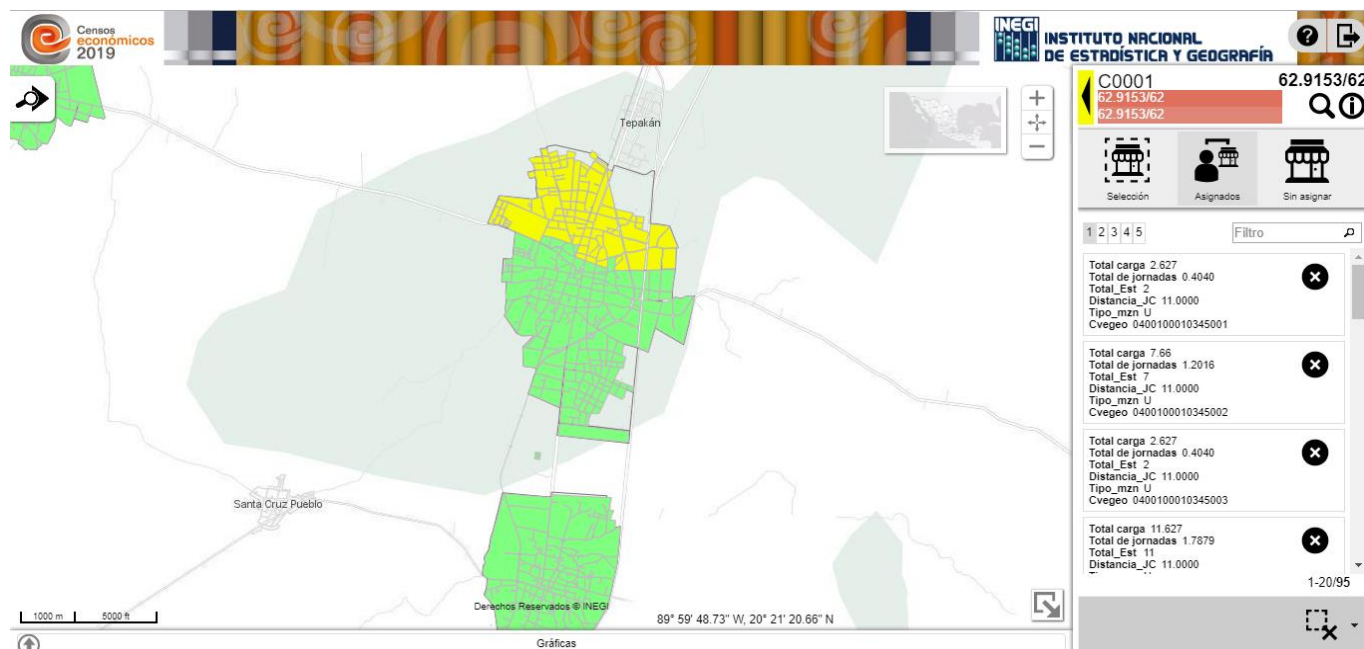 Censos
económicos
2019
INEGI
INSTITUTO NACIONAL
DE ESTADÍSTICA Y GEOGRAFÍA
?
C0001
62.9153/62
62.9153/62
62.9153/62
Selección
Asignados
Sin asignar
1 2 3 4 5
Filtro
Total carga 2.627
Total de jornadas 0.4040
Total_Est 2
Distancia_JC 11.0000
Tipo_mzn U
Cvegeo 0400100010345001
Total carga 7.66
Total de jornadas 1.2016
Total_Est 7
Distancia_JC 11.0000
Tipo_mzn U
Cvegeo 0400100010345002
Total carga 2.627
Total de jornadas 0.4040
Total_Est 2
Distancia_JC 11.0000
Tipo_mzn U
Cvegeo 0400100010345003
Total carga 11.627
Total de jornadas 1.7879
Total_Est 11
Distancia_JC 11.0000
1-20/95
Tepakán
Santa Cruz Pueblo
Derechos Reservados © INEGI
1000 m
5000 ft
89° 59' 48.73" W, 20° 21' 20.66" N
Gráficas